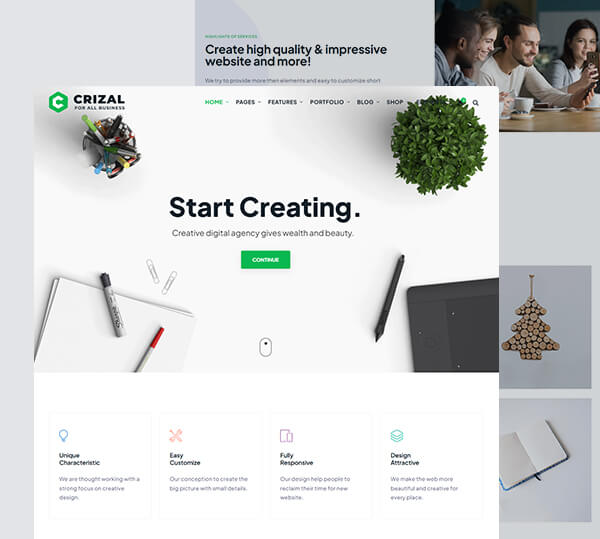 HIGHLIGHTS OF SERVICES
Create high quality & impressive
website and more!
We try to provide more then elements and easy to customize short
CRIZAL
FOR ALL BUSINESS
HOME PAGES FEATURES PORTFOLIO BLOG SHOP
Start Creating.
Creative digital agency gives wealth and beauty.
CONTINUE
Unique
Characteristic
We are thought working with a
strong focus on creative
design.
Easy
Customize
Our conception to create the
big picture with small details.
Fully
Responsive
Our design help people to
reclaim their time for new
website.
Design
Attractive
We make the web more
beautiful and creative for
every place.